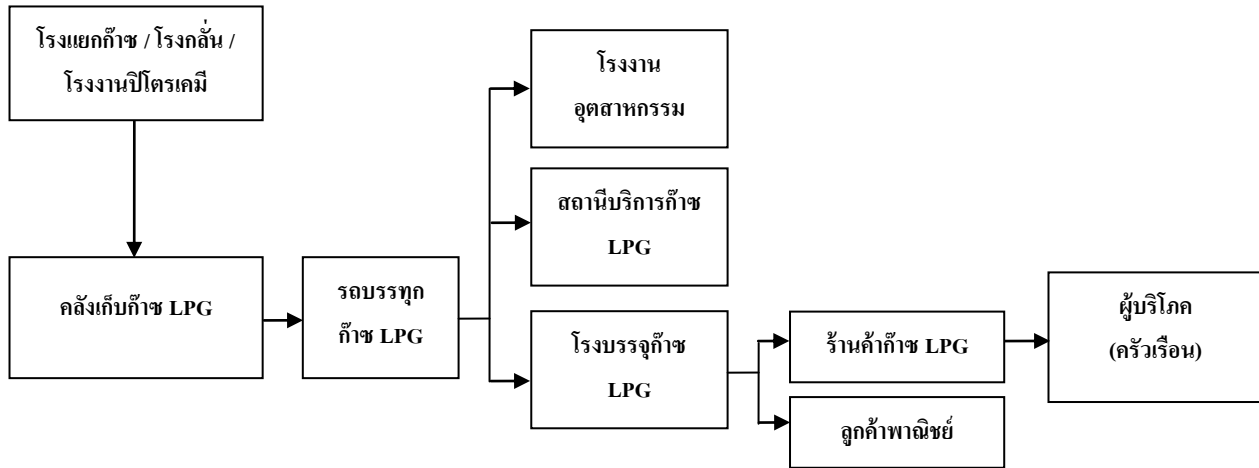 โรงแยกก๊าซ / โรงกลั่น /
โรงงานปิโตรเคมี
โรงงาน
อุตสาหกรรม
สถานีบริการก๊าซ
LPG
คลังเก็บก๊าซ LPG
รถบรรทุก
ก๊าซ LPG
โรงบรรจุก๊าซ
LPG
ร้านค้าก๊าซ LPG
ผู้บริโภค
(ครัวเรือน)
ลูกค้าพาณิชย์